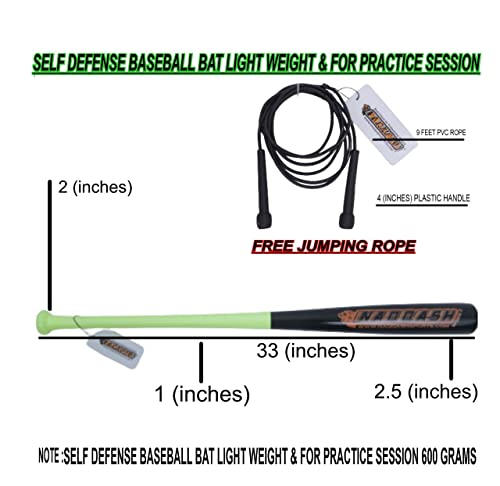 SELF DEFENSE BASEBALL BAT LIGHT WEIGHT & FOR PRACTICE SESSION
9 FEET PVC ROPE
4 (INCHES) PLASTIC HANDLE
FREE JUMPING ROPE
2 (inches)
NADDASH
33 (inches)
1 (inches)
2.5 (inches)
NOTE :SELF DEFENSE BASEBALL BAT LIGHT WEIGHT & FOR PRACTICE SESSION 600 GRAMS